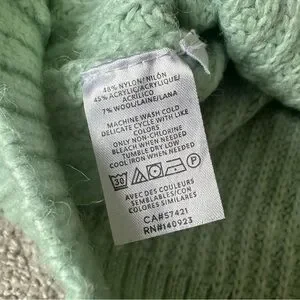 48% NYLON/NILÓN
45% ACRYLIC/ACRYLIQUE/
ACRÍLICO
7% WOOL/LAINE/LANA
MACHINE WASH COLD
DELICATE CYCLE WITH LIKE
COLORS
ONLY NON-CHLORINE
BLEACH WHEN NEEDED
TUMBLE DRY LOW
COOL IRON WHEN NEEDED
30
AVEC DES COULEURS
SEMBLABLES/CON
COLORES SIMILARES
CA#57421
RN#140923